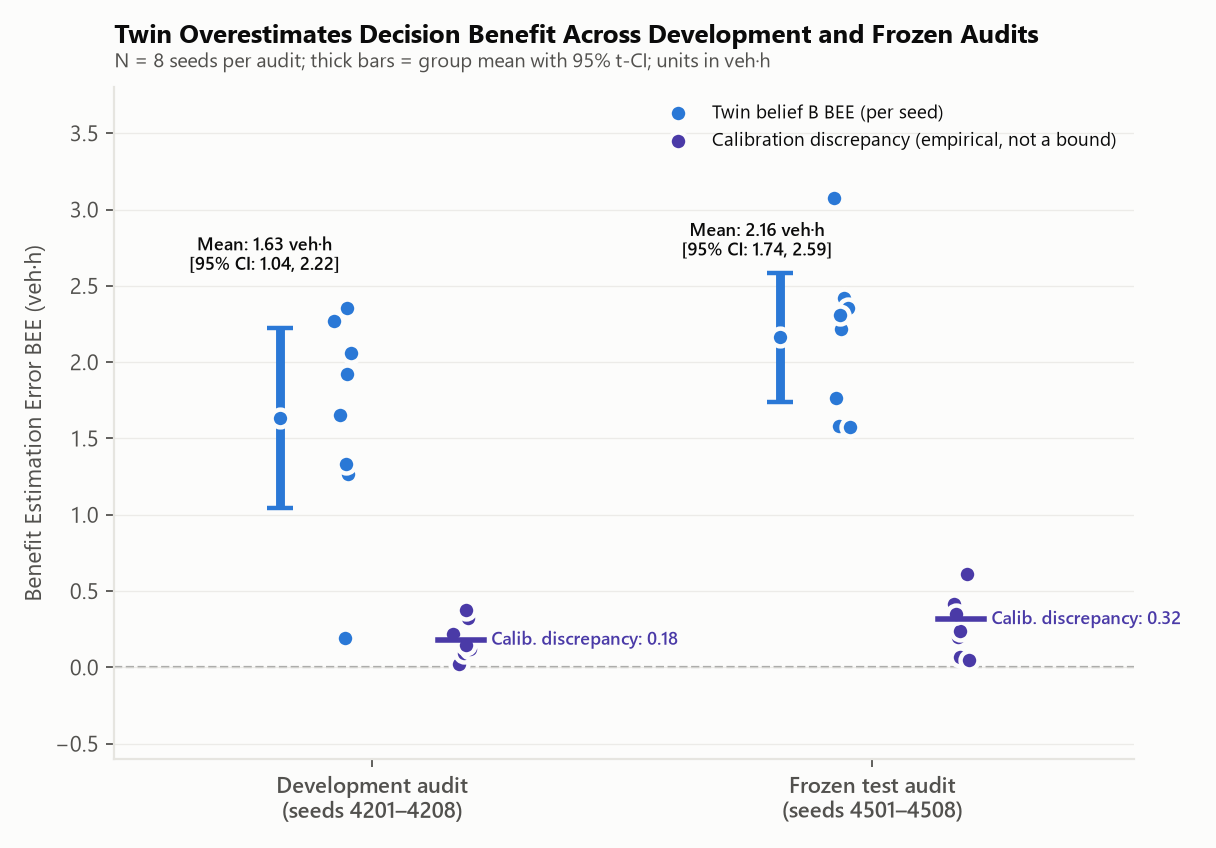 Twin Overestimates Decision Benefit Across Development and Frozen Audits
N = 8 seeds per audit; thick bars = group mean with 95% t-CI; units in veh·h
Twin belief B BEE (per seed)
Calibration discrepancy (empirical, not a bound)
Benefit Estimation Error BEE (veh·h)
3.5
3.0
2.5
2.0
1.5
1.0
0.5
0.0
−0.5
Mean: 1.63 veh·h
[95% CI: 1.04, 2.22]
Mean: 2.16 veh·h
[95% CI: 1.74, 2.59]
Calib. discrepancy: 0.18
Calib. discrepancy: 0.32
Development audit
(seeds 4201–4208)
Frozen test audit
(seeds 4501–4508)